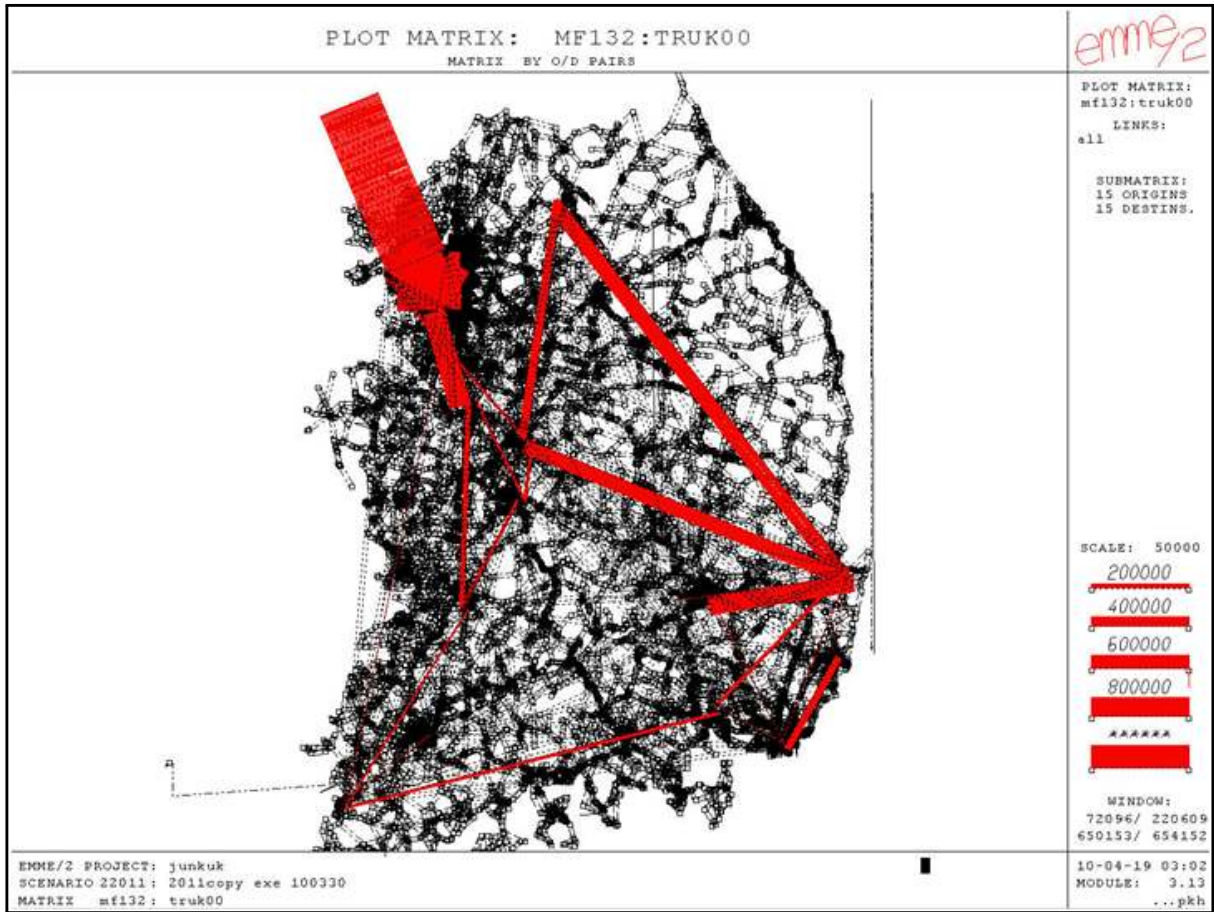 PLOT MATRIX: MF132:TRUK00
MATRIX BY O/D PAIRS
emme/2
PLOT MATRIX:
mf132:truk00
LINKS:
all
SUBMATRIX:
15 ORIGINS
15 DESTINS.
SCALE: 50000
200000
400000
600000
800000
******
WINDOW:
72096/ 220609
650153/ 654152
EMME/2 PROJECT: junkuk
SCENARIO 22011: 2011copy exe 100330
MATRIX mf132: truk00
10-04-19 03:02
MODULE: 3.13
...pkh